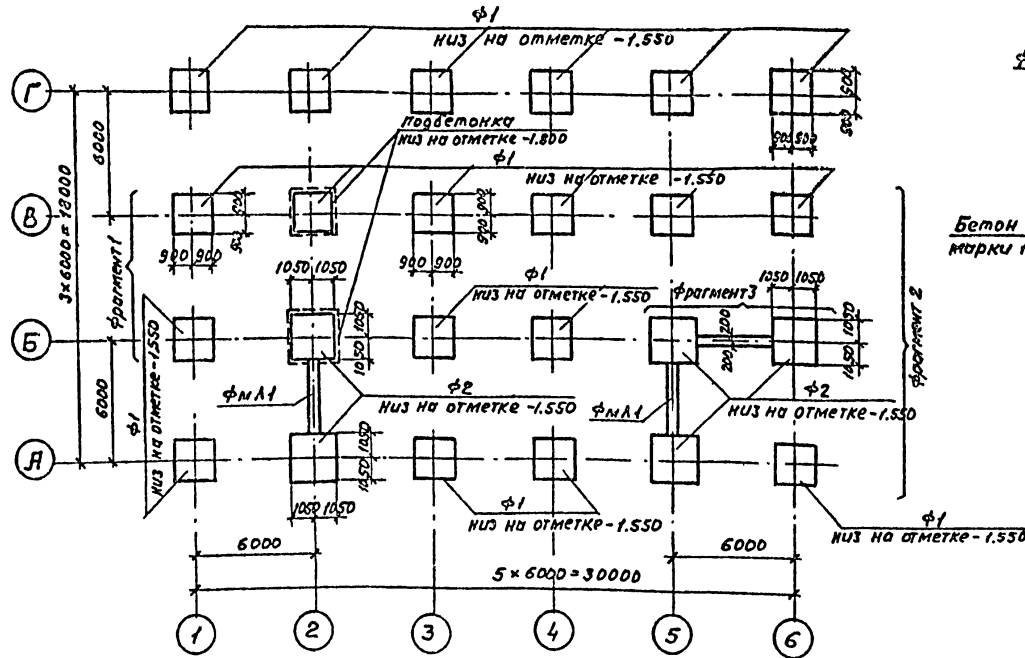 ф1
низ на отметке -1.550
Г
500
500
500 500
6000
подбетонка
низ на отметке -1.800
ф1
низ на отметке -1.550
В
900
900
900 900
900 900
900 900
3×6000=18000
фрагмент 1
Бетон
марки
1050 1050
ф1
низ на отметке -1.550
фрагмент 3
1050 1050
фрагмент 2
Б
1050
1050
200
200
1050
1050
6000
ф1
низ на отметке -1.550
ФмЛ1
ф2
низ на отметке -1.550
ФмЛ1
ф2
низ на отметке -1.550
А
1050
1050
1050 1050
ф1
низ на отметке -1.550
ф1
низ на отметке -1.550
6000
6000
5×6000=30000
1
2
3
4
5
6